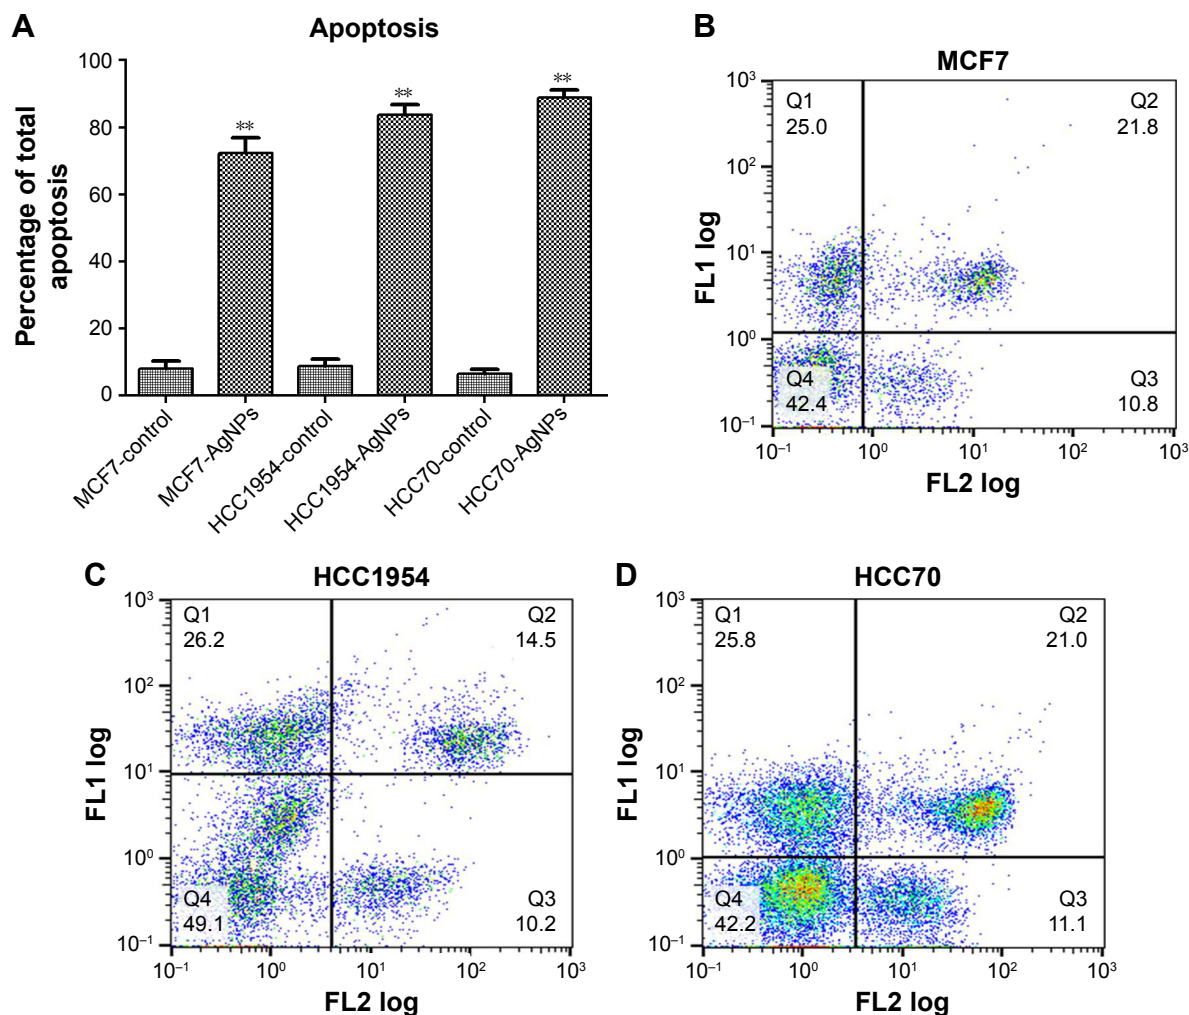 A
Apoptosis
Percentage of total
apoptosis
100
80
60
40
20
0
**
**
**
MCF7-control
MCF7-AgNPs
HCC1954-control
HCC1954-AgNPs
HCC70-control
HCC70-AgNPs
B
MCF7
FL1 log
10³
10²
10¹
10⁰
10⁻¹
Q1
25.0
Q2
21.8
Q4
42.4
Q3
10.8
10⁻¹
10⁰
10¹
10²
10³
FL2 log
C
HCC1954
FL1 log
10³
10²
10¹
10⁰
10⁻¹
Q1
26.2
Q2
14.5
Q4
49.1
Q3
10.2
10⁻¹
10⁰
10¹
10²
10³
FL2 log
D
HCC70
FL1 log
10³
10²
10¹
10⁰
10⁻¹
Q1
25.8
Q2
21.0
Q4
42.2
Q3
11.1
10⁻¹
10⁰
10¹
10²
10³
FL2 log